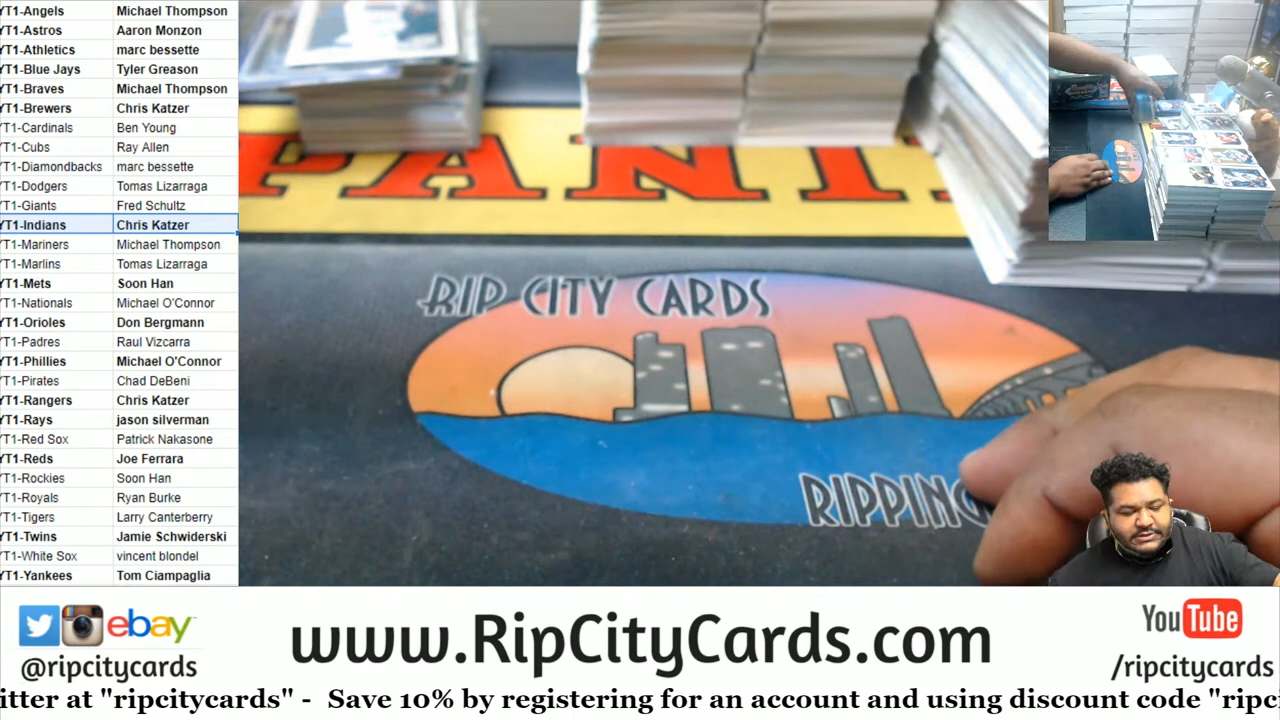 YT1-Angels Michael Thompson
YT1-Astros Aaron Monzon
YT1-Athletics marc bessette
YT1-Blue Jays Tyler Greason
YT1-Braves Michael Thompson
YT1-Brewers Chris Katzer
YT1-Cardinals Ben Young
YT1-Cubs Ray Allen
YT1-Diamondbacks marc bessette
YT1-Dodgers Tomas Lizarraga
YT1-Giants Fred Schultz
YT1-Indians Chris Katzer
YT1-Mariners Michael Thompson
YT1-Marlins Tomas Lizarraga
YT1-Mets Soon Han
YT1-Nationals Michael O'Connor
YT1-Orioles Don Bergmann
YT1-Padres Raul Vizcarra
YT1-Phillies Michael O'Connor
YT1-Pirates Chad DeBeni
YT1-Rangers Chris Katzer
YT1-Rays jason silverman
YT1-Red Sox Patrick Nakasone
YT1-Reds Joe Ferrara
YT1-Rockies Soon Han
YT1-Royals Ryan Burke
YT1-Tigers Larry Canterberry
YT1-Twins Jamie Schwiderski
YT1-White Sox vincent blondel
YT1-Yankees Tom Ciampaglia
PANI
RIP CITY CARDS
RIPPING
ebay
@ripcitycards
www.RipCityCards.com
YouTube
/ripcitycards
itter at "ripcitycards" - Save 10% by registering for an account and using discount code "ripc